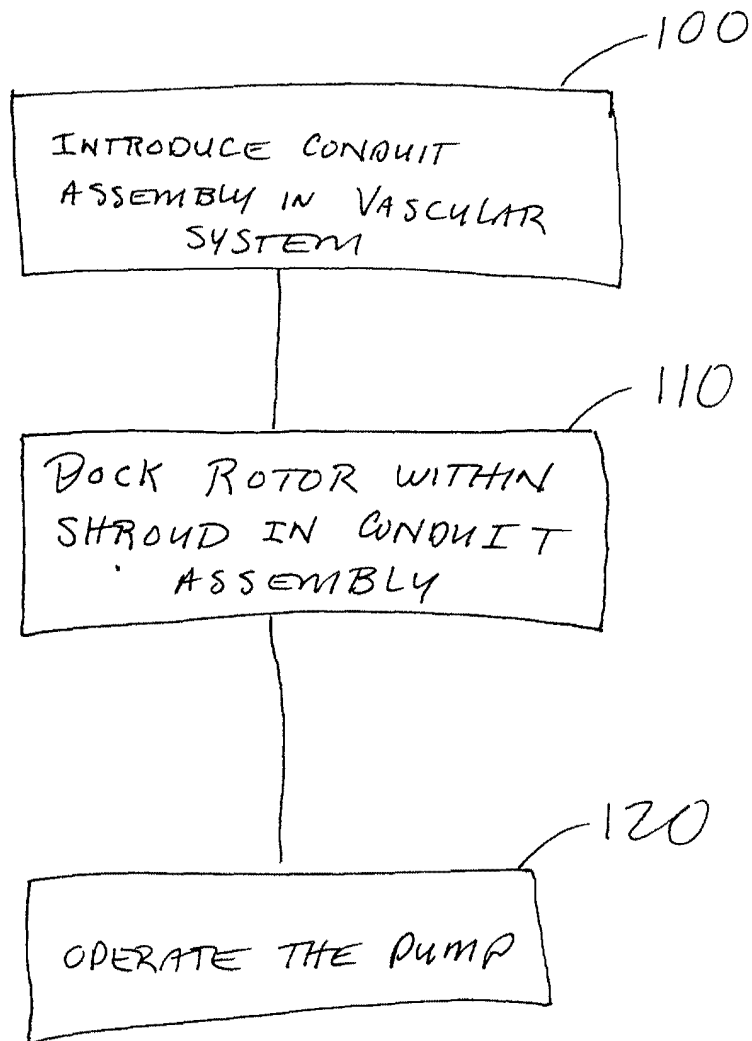 100
INTRODUCE CONDUIT
ASSEMBLY IN VASCULAR
SYSTEM
110
DOCK ROTOR WITHIN
SHROUD IN CONDUIT
ASSEMBLY
120
OPERATE THE PUMP